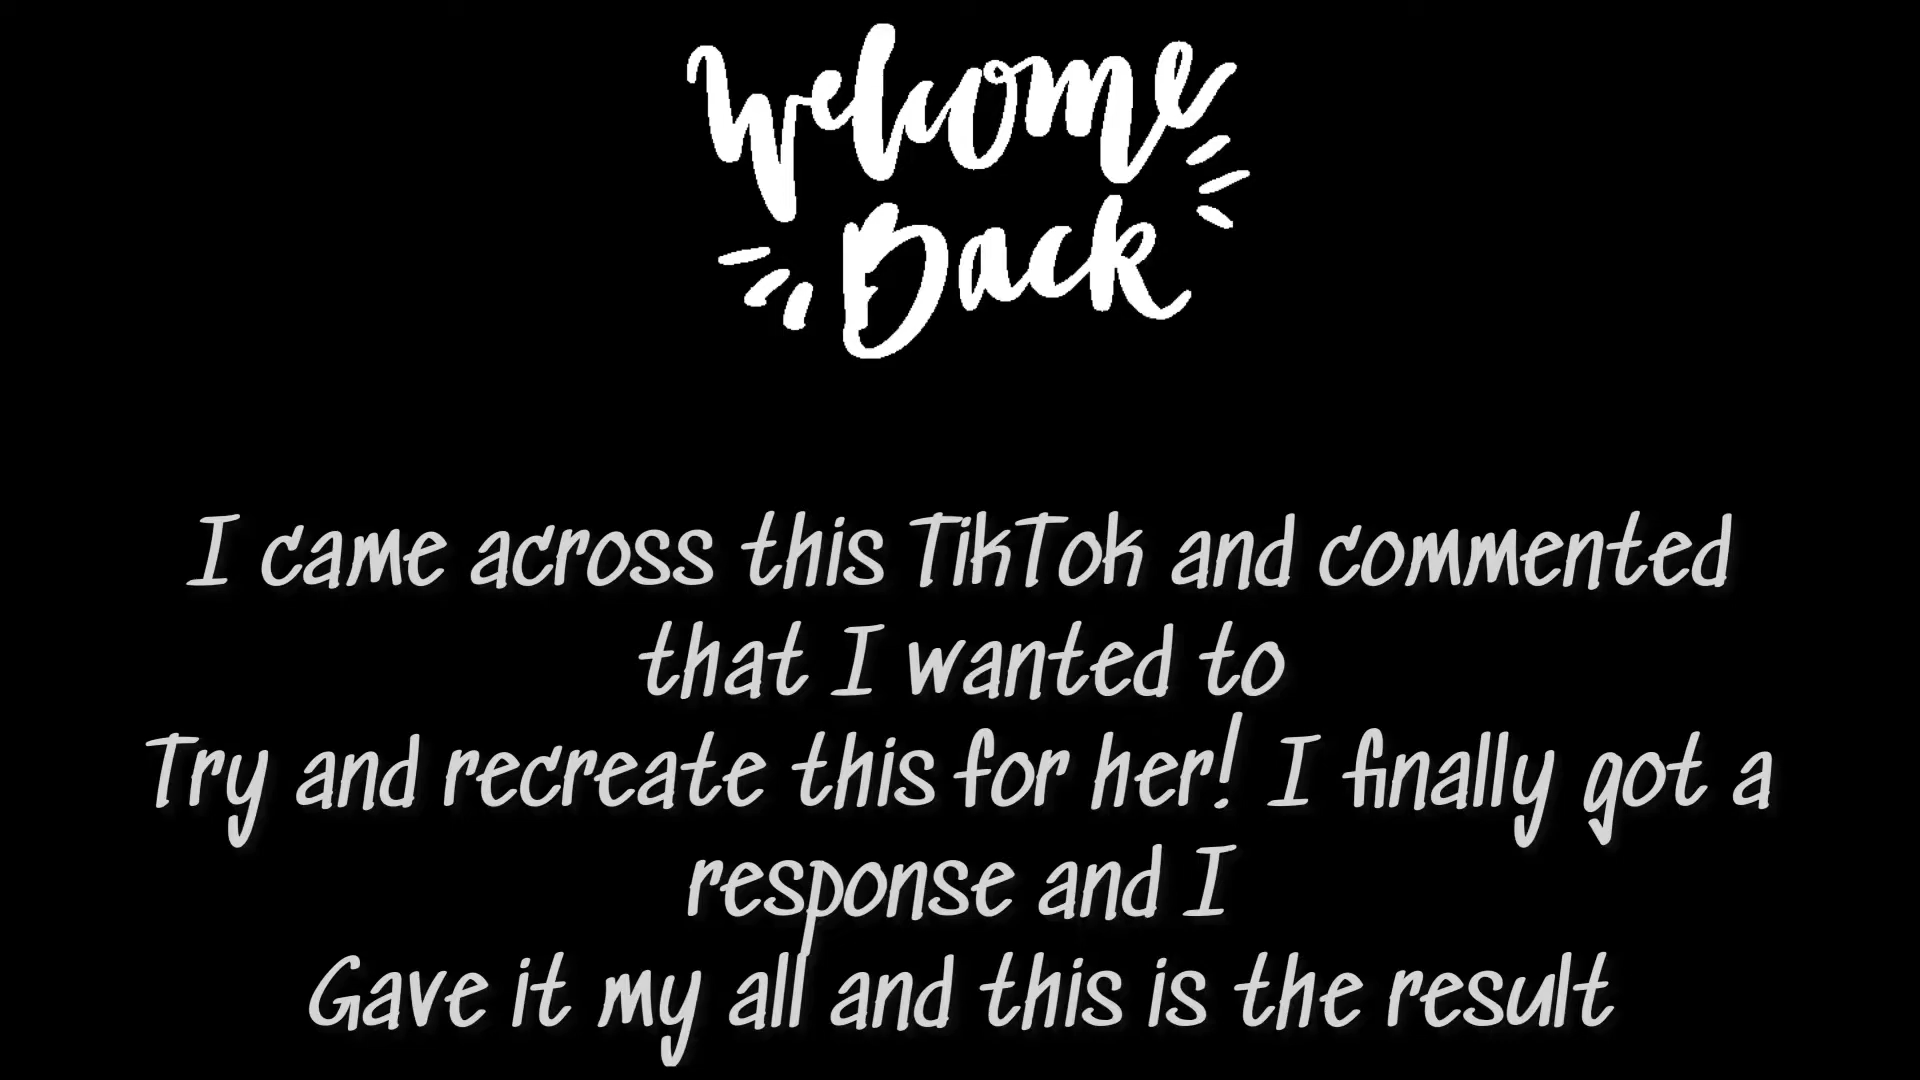 Welcome
Back
I came across this TikTok and commented
that I wanted to
Try and recreate this for her! I finally got a
response and I
Gave it my all and this is the result